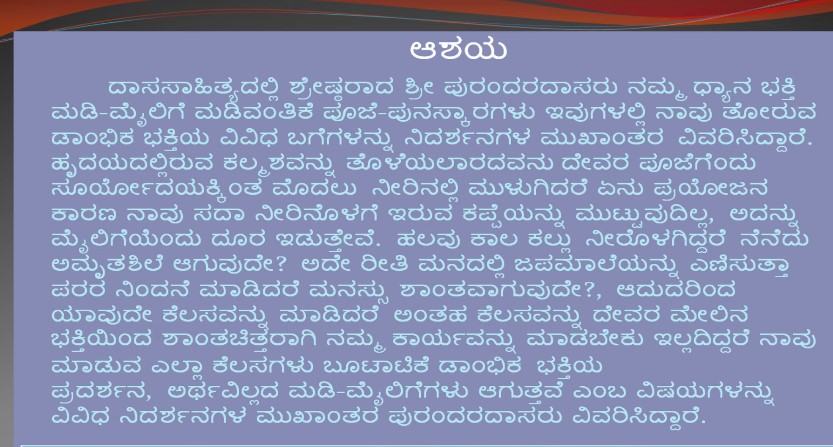 ಆಶಯ
ದಾಸಸಾಹಿತ್ಯದಲ್ಲಿ ಶ್ರೇಷ್ಠರಾದ ಶ್ರೀ ಪುರಂದರದಾಸರು ನಮ್ಮ ಧ್ಯಾನ ಭಕ್ತಿ
ಮಡಿ-ಮೈಲಿಗೆ ಮಡಿವಂತಿಕೆ ಪೂಜೆ-ಪುನಸ್ಕಾರಗಳು ಇವುಗಳಲ್ಲಿ ನಾವು ತೋರುವ
ಡಾಂಭಿಕ ಭಕ್ತಿಯ ವಿವಿಧ ಬಗೆಗಳನ್ನು ನಿದರ್ಶನಗಳ ಮುಖಾಂತರ ವಿವರಿಸಿದ್ದಾರೆ.
ಹೃದಯದಲ್ಲಿರುವ ಕಲ್ಮಶವನ್ನು ತೊಳೆಯಲಾರದವನು ದೇವರ ಪೂಜೆಗೆಂದು
ಸೂರ್ಯೋದಯಕ್ಕಿಂತ ಮೊದಲು ನೀರಿನಲ್ಲಿ ಮುಳುಗಿದರೆ ಏನು ಪ್ರಯೋಜನ
ಕಾರಣ ನಾವು ಸದಾ ನೀರಿನೊಳಗೆ ಇರುವ ಕಪ್ಪೆಯನ್ನು ಮುಟ್ಟುವುದಿಲ್ಲ, ಅದನ್ನು
ಮೈಲಿಗೆಯೆಂದು ದೂರ ಇಡುತ್ತೇವೆ. ಹಲವು ಕಾಲ ಕಲ್ಲು ನೀರೊಳಗಿದ್ದರೆ ನೆನೆದು
ಅಮೃತಶಿಲೆ ಆಗುವುದೇ? ಅದೇ ರೀತಿ ಮನದಲ್ಲಿ ಜಪಮಾಲೆಯನ್ನು ಎಣಿಸುತ್ತಾ
ಪರರ ನಿಂದನೆ ಮಾಡಿದರೆ ಮನಸ್ಸು ಶಾಂತವಾಗುವುದೇ?, ಆದುದರಿಂದ
ಯಾವುದೇ ಕೆಲಸವನ್ನು ಮಾಡಿದರೆ ಅಂತಹ ಕೆಲಸವನ್ನು ದೇವರ ಮೇಲಿನ
ಭಕ್ತಿಯಿಂದ ಶಾಂತಚಿತ್ತರಾಗಿ ನಮ್ಮ ಕಾರ್ಯವನ್ನು ಮಾಡಬೇಕು ಇಲ್ಲದಿದ್ದರೆ ನಾವು
ಮಾಡುವ ಎಲ್ಲಾ ಕೆಲಸಗಳು ಬೂಟಾಟಿಕೆ ಡಾಂಭಿಕ ಭಕ್ತಿಯ
ಪ್ರದರ್ಶನ, ಅರ್ಥವಿಲ್ಲದ ಮಡಿ-ಮೈಲಿಗೆಗಳು ಆಗುತ್ತವೆ ಎಂಬ ವಿಷಯಗಳನ್ನು
ವಿವಿಧ ನಿದರ್ಶನಗಳ ಮುಖಾಂತರ ಪುರಂದರದಾಸರು ವಿವರಿಸಿದ್ದಾರೆ.